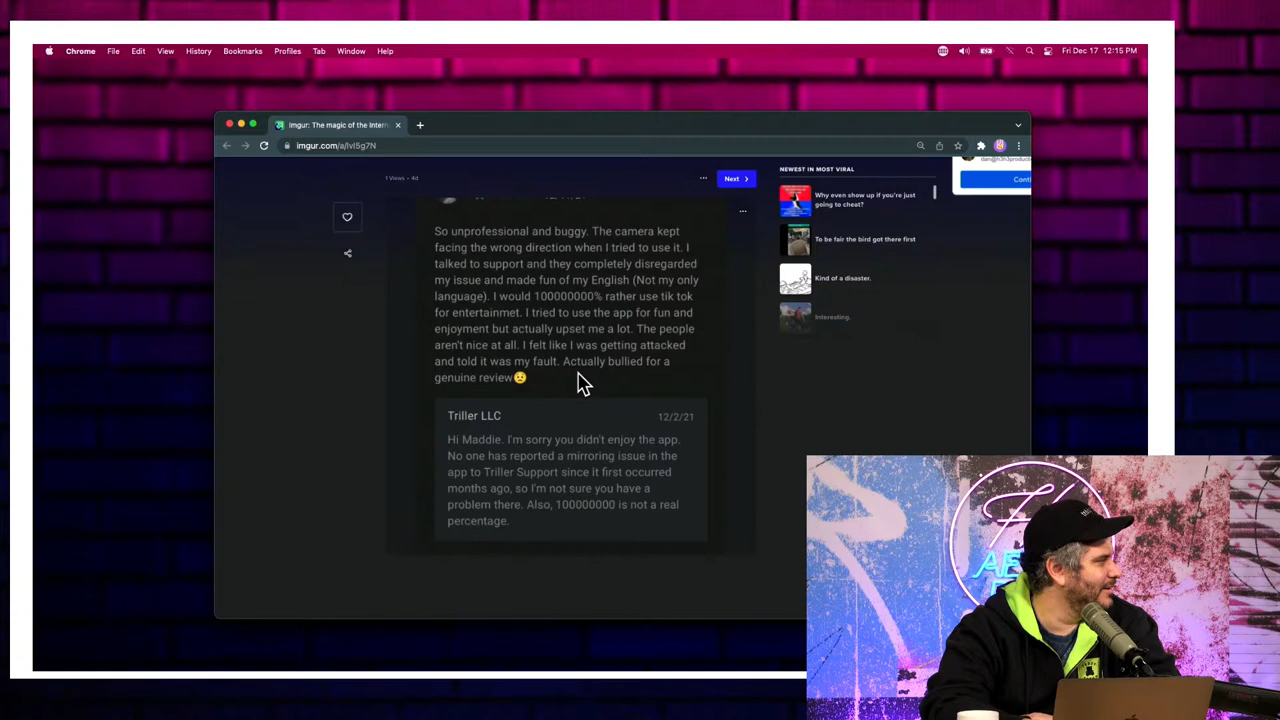 Chrome File Edit View History Bookmarks Profiles Tab Window Help
Fri Dec 17 12:15 PM
Imgur: The magic of the Intern
imgur.com/a/lvI5g7N
1 Views • 4d
Next
So unprofessional and buggy. The camera kept
facing the wrong direction when I tried to use it. I
talked to support and they completely disregarded
my issue and made fun of my English (Not my only
language). I would 100000000% rather use tik tok
for entertainmet. I tried to use the app for fun and
enjoyment but actually upset me a lot. The people
aren't nice at all. I felt like I was getting attacked
and told it was my fault. Actually bullied for a
genuine review😟
Triller LLC
12/2/21
Hi Maddie. I'm sorry you didn't enjoy the app.
No one has reported a mirroring issue in the
app to Triller Support since it first occurred
months ago, so I'm not sure you have a
problem there. Also, 100000000 is not a real
percentage.
NEWEST IN MOST VIRAL
Why even show up if you're just
going to cheat?
To be fair the bird got there first
Kind of a disaster.
Interesting.
Conti